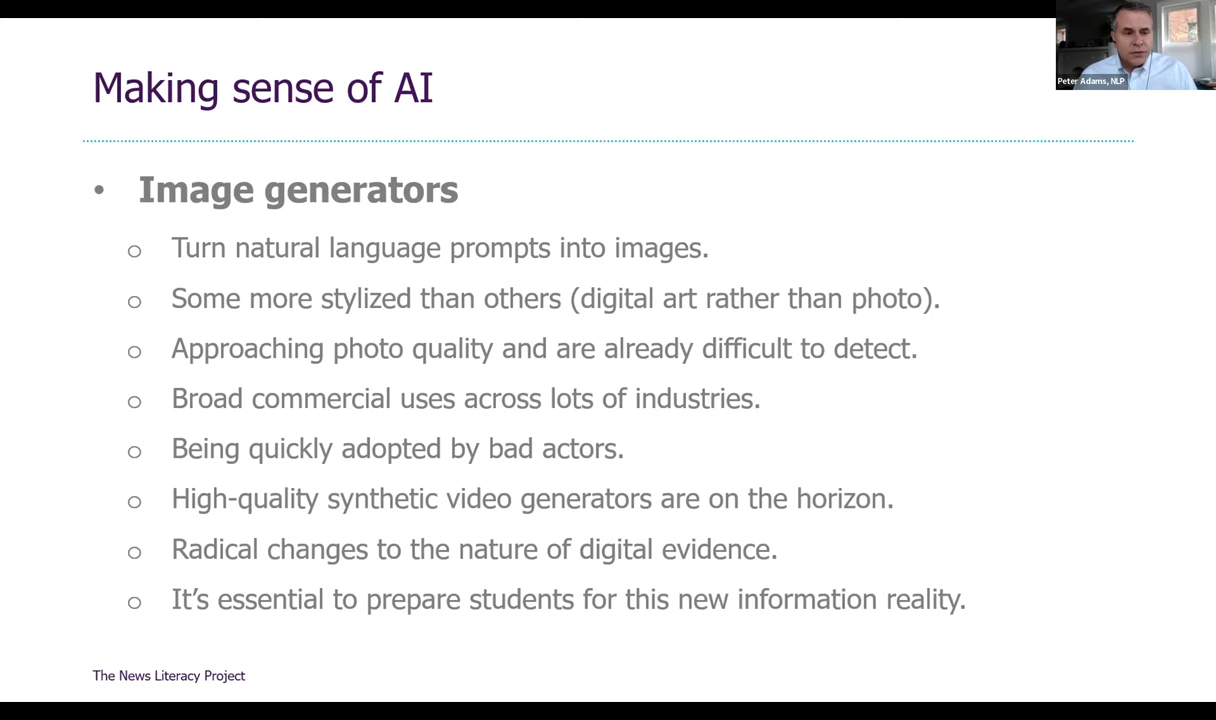 Making sense of AI
Peter Adams, NLP
• Image generators
o Turn natural language prompts into images.
o Some more stylized than others (digital art rather than photo).
o Approaching photo quality and are already difficult to detect.
o Broad commercial uses across lots of industries.
o Being quickly adopted by bad actors.
o High-quality synthetic video generators are on the horizon.
o Radical changes to the nature of digital evidence.
o It’s essential to prepare students for this new information reality.
The News Literacy Project